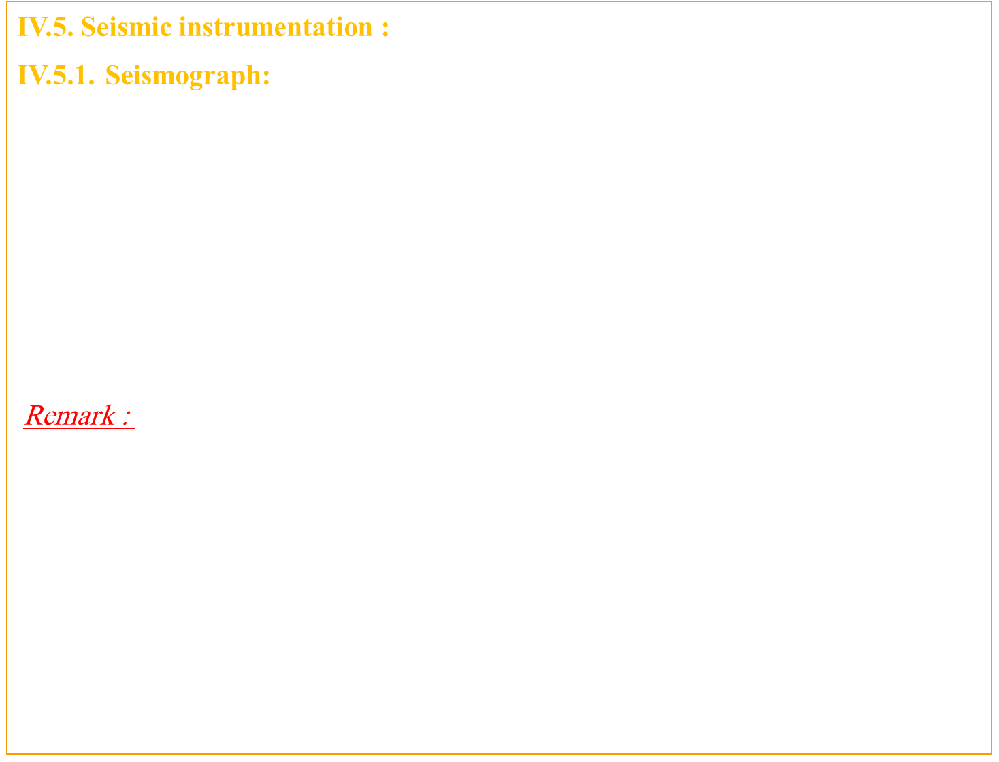 IV.5. Seismic instrumentation :
IV.5.1. Seismograph:
Remark :